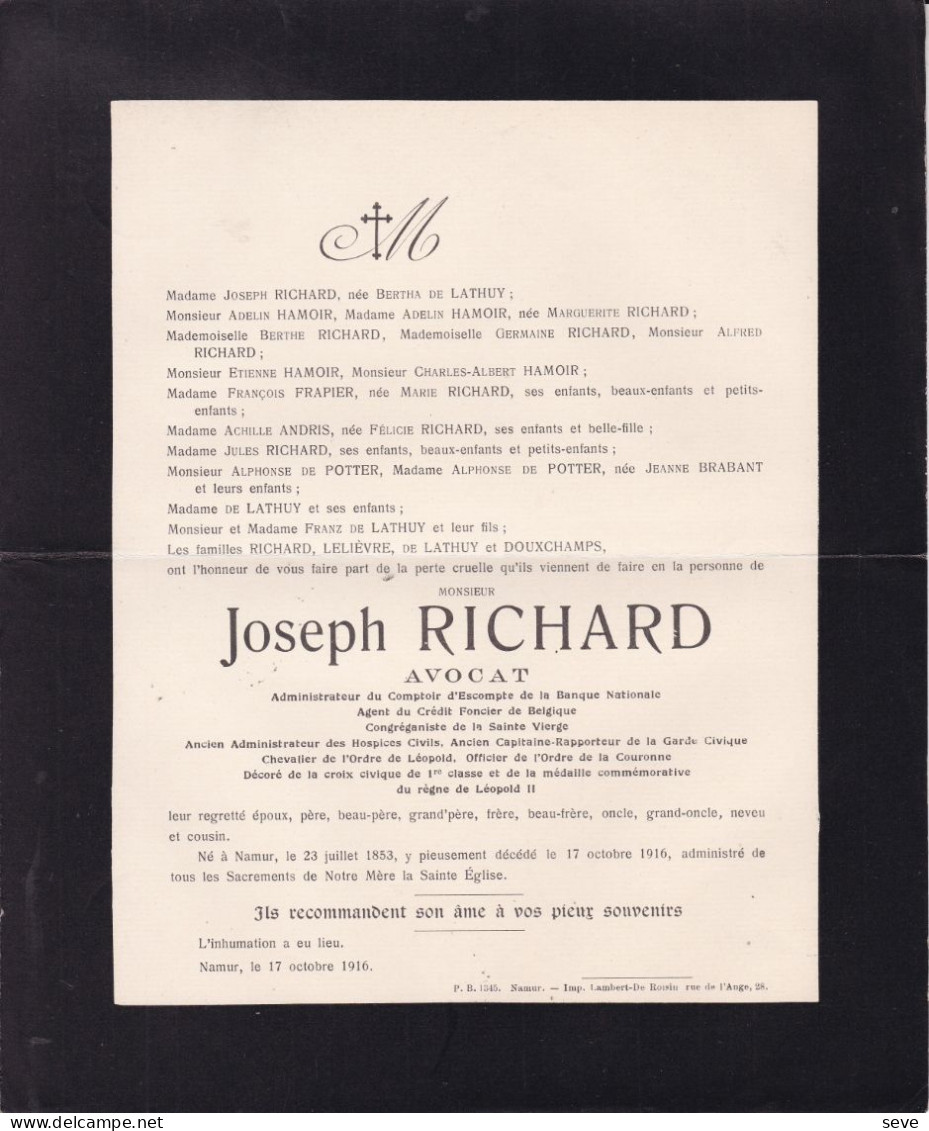 M
Madame JOSEPH RICHARD, née BERTHA DE LATHUY ;
Monsieur ADELIN HAMOIR, Madame ADELIN HAMOIR, née MARGUERITE RICHARD ;
Mademoiselle BERTHE RICHARD, Mademoiselle GERMAINE RICHARD, Monsieur ALFRED
RICHARD ;
Monsieur ETIENNE HAMOIR, Monsieur CHARLES-ALBERT HAMOIR ;
Madame FRANÇOIS FRAPIER, née MARIE RICHARD, ses enfants, beaux-enfants et petits-
enfants ;
Madame ACHILLE ANDRIS, née FÉLICIE RICHARD, ses enfants et belle-fille ;
Madame JULES RICHARD, ses enfants, beaux-enfants et petits-enfants ;
Monsieur ALPHONSE DE POTTER, Madame ALPHONSE DE POTTER, née JEANNE BRABANT
et leurs enfants ;
Madame DE LATHUY et ses enfants ;
Monsieur et Madame FRANZ DE LATHUY et leur fils ;
Les familles RICHARD, LELIÈVRE, DE LATHUY et DOUXCHAMPS,
ont l'honneur de vous faire part de la perte cruelle qu'ils viennent de faire en la personne de
MONSIEUR
Joseph RICHARD
AVOCAT
Administrateur du Comptoir d'Escompte de la Banque Nationale
Agent du Crédit Foncier de Belgique
Congréganiste de la Sainte Vierge
Ancien Administrateur des Hospices Civils, Ancien Capitaine-Rapporteur de la Garde Civique
Chevalier de l'Ordre de Léopold, Officier de l'Ordre de la Couronne
Décoré de la croix civique de 1re classe et de la médaille commémorative
du règne de Léopold II
leur regretté époux, père, beau-père, grand'père, frère, beau-frère, oncle, grand-oncle, neveu
et cousin.
Né à Namur, le 23 juillet 1853, y pieusement décédé le 17 octobre 1916, administré de
tous les Sacrements de Notre Mère la Sainte Église.
Ils recommandent son âme à vos pieux souvenirs
L'inhumation a eu lieu.
Namur, le 17 octobre 1916.
P. B. 1345. Namur. — Imp. Lambert-De Roisin rue de l'Ange, 28.
seve